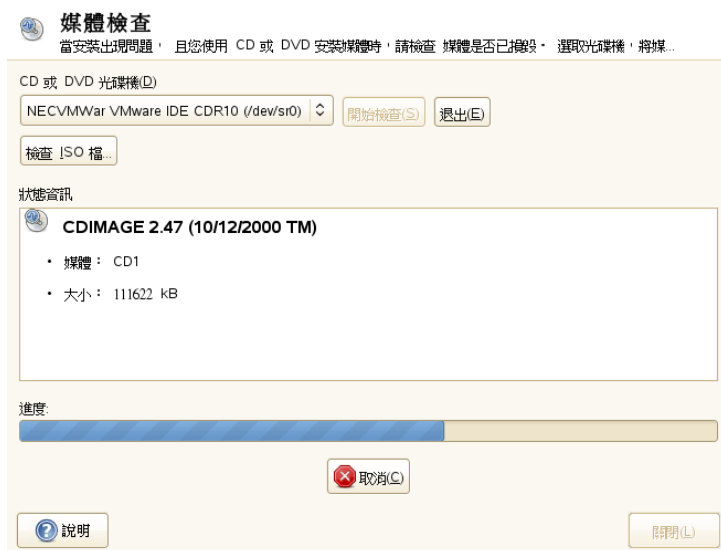 媒體檢查
當安裝出現問題， 且您使用 CD 或 DVD 安裝媒體時，請檢查 媒體是否已損毀。 選取光碟機，將媒...
CD 或 DVD 光碟機(D)
NECVMWar VMware IDE CDR10 (/dev/sr0) 開始檢查(S) 退出(E)
檢查 ISO 檔...
狀態資訊
CDIMAGE 2.47 (10/12/2000 TM)
• 媒體： CD1
• 大小： 111622 kB
進度:
取消(C)
說明 關閉(L)